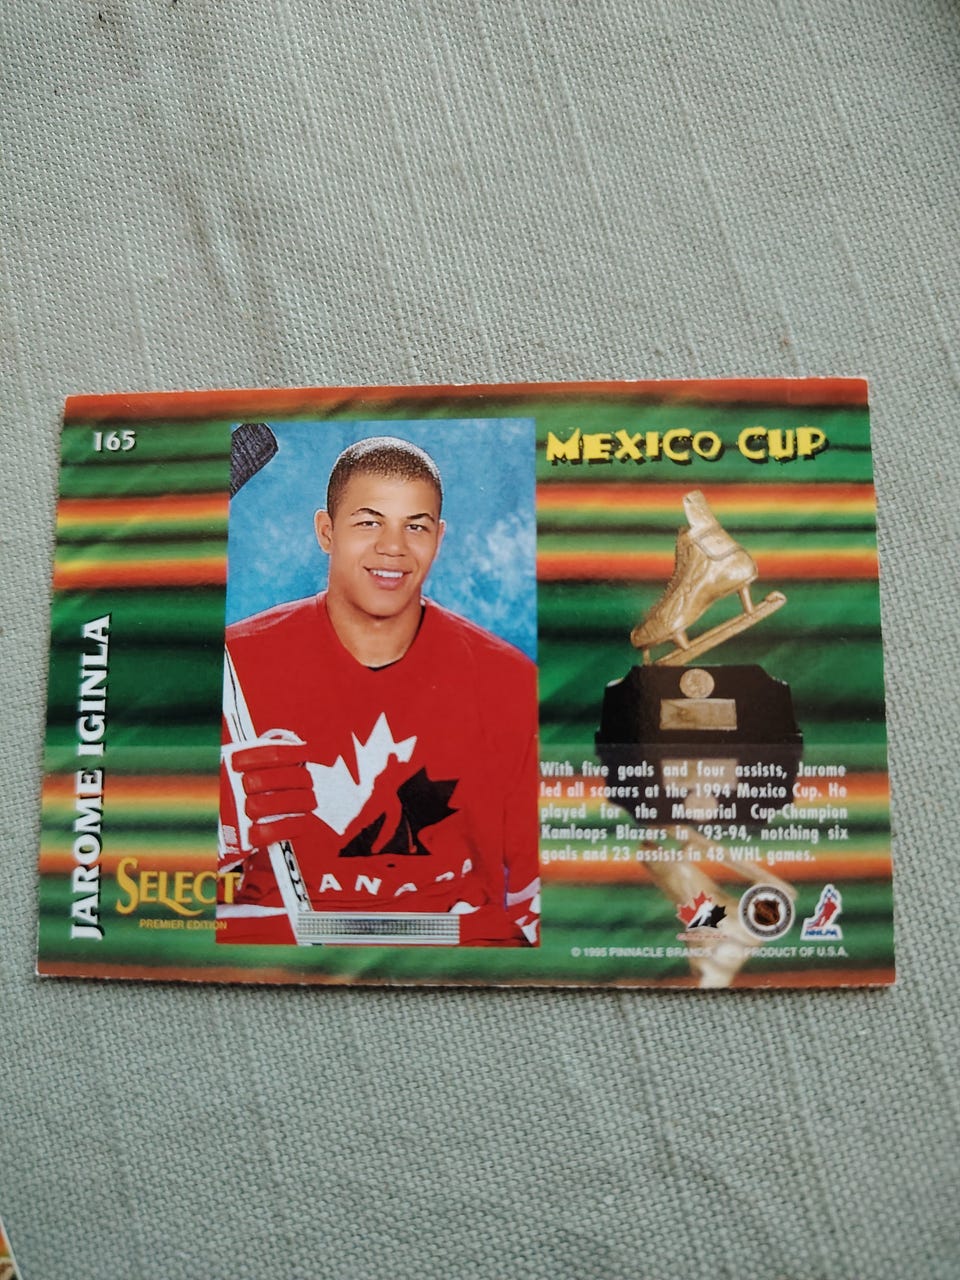 165
MEXICO CUP
JAROME IGINLA
SELECT
PREMIER EDITION
CANADA
With five goals and four assists, Jarome
led all scorers at the 1994 Mexico Cup. He
played for the Memorial Cup-Champion
Kamloops Blazers in '93-94, notching six
goals and 23 assists in 48 WHL games.
NHLPA
© 1995 PINNACLE BRANDS, PRODUCT OF U.S.A.